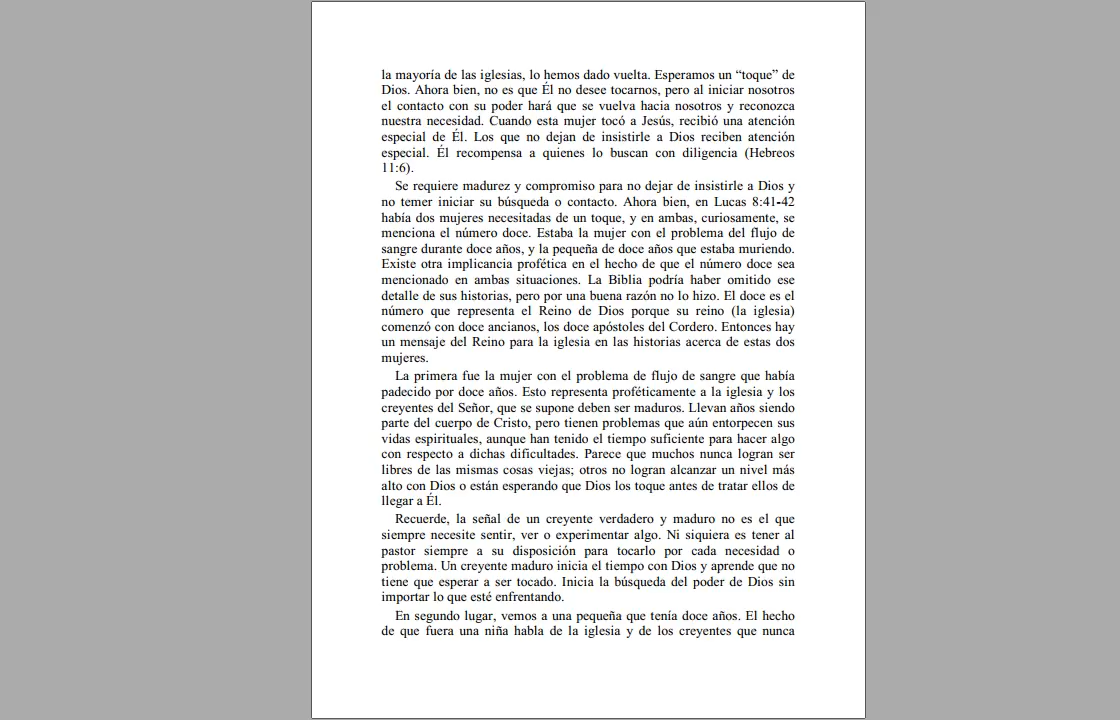 la mayoría de las iglesias, lo hemos dado vuelta. Esperamos un “toque” de
Dios. Ahora bien, no es que Él no desee tocarnos, pero al iniciar nosotros
el contacto con su poder hará que se vuelva hacia nosotros y reconozca
nuestra necesidad. Cuando esta mujer tocó a Jesús, recibió una atención
especial de Él. Los que no dejan de insistirle a Dios reciben atención
especial. Él recompensa a quienes lo buscan con diligencia (Hebreos
11:6).
Se requiere madurez y compromiso para no dejar de insistirle a Dios y
no temer iniciar su búsqueda o contacto. Ahora bien, en Lucas 8:41-42
había dos mujeres necesitadas de un toque, y en ambas, curiosamente, se
menciona el número doce. Estaba la mujer con el problema del flujo de
sangre durante doce años, y la pequeña de doce años que estaba muriendo.
Existe otra implicancia profética en el hecho de que el número doce sea
mencionado en ambas situaciones. La Biblia podría haber omitido ese
detalle de sus historias, pero por una buena razón no lo hizo. El doce es el
número que representa el Reino de Dios porque su reino (la iglesia)
comenzó con doce ancianos, los doce apóstoles del Cordero. Entonces hay
un mensaje del Reino para la iglesia en las historias acerca de estas dos
mujeres.
La primera fue la mujer con el problema de flujo de sangre que había
padecido por doce años. Esto representa proféticamente a la iglesia y los
creyentes del Señor, que se supone deben ser maduros. Llevan años siendo
parte del cuerpo de Cristo, pero tienen problemas que aún entorpecen sus
vidas espirituales, aunque han tenido el tiempo suficiente para hacer algo
con respecto a dichas dificultades. Parece que muchos nunca logran ser
libres de las mismas cosas viejas; otros no logran alcanzar un nivel más
alto con Dios o están esperando que Dios los toque antes de tratar ellos de
llegar a Él.
Recuerde, la señal de un creyente verdadero y maduro no es el que
siempre necesite sentir, ver o experimentar algo. Ni siquiera es tener al
pastor siempre a su disposición para tocarlo por cada necesidad o
problema. Un creyente maduro inicia el tiempo con Dios y aprende que no
tiene que esperar a ser tocado. Inicia la búsqueda del poder de Dios sin
importar lo que esté enfrentando.
En segundo lugar, vemos a una pequeña que tenía doce años. El hecho
de que fuera una niña habla de la iglesia y de los creyentes que nunca